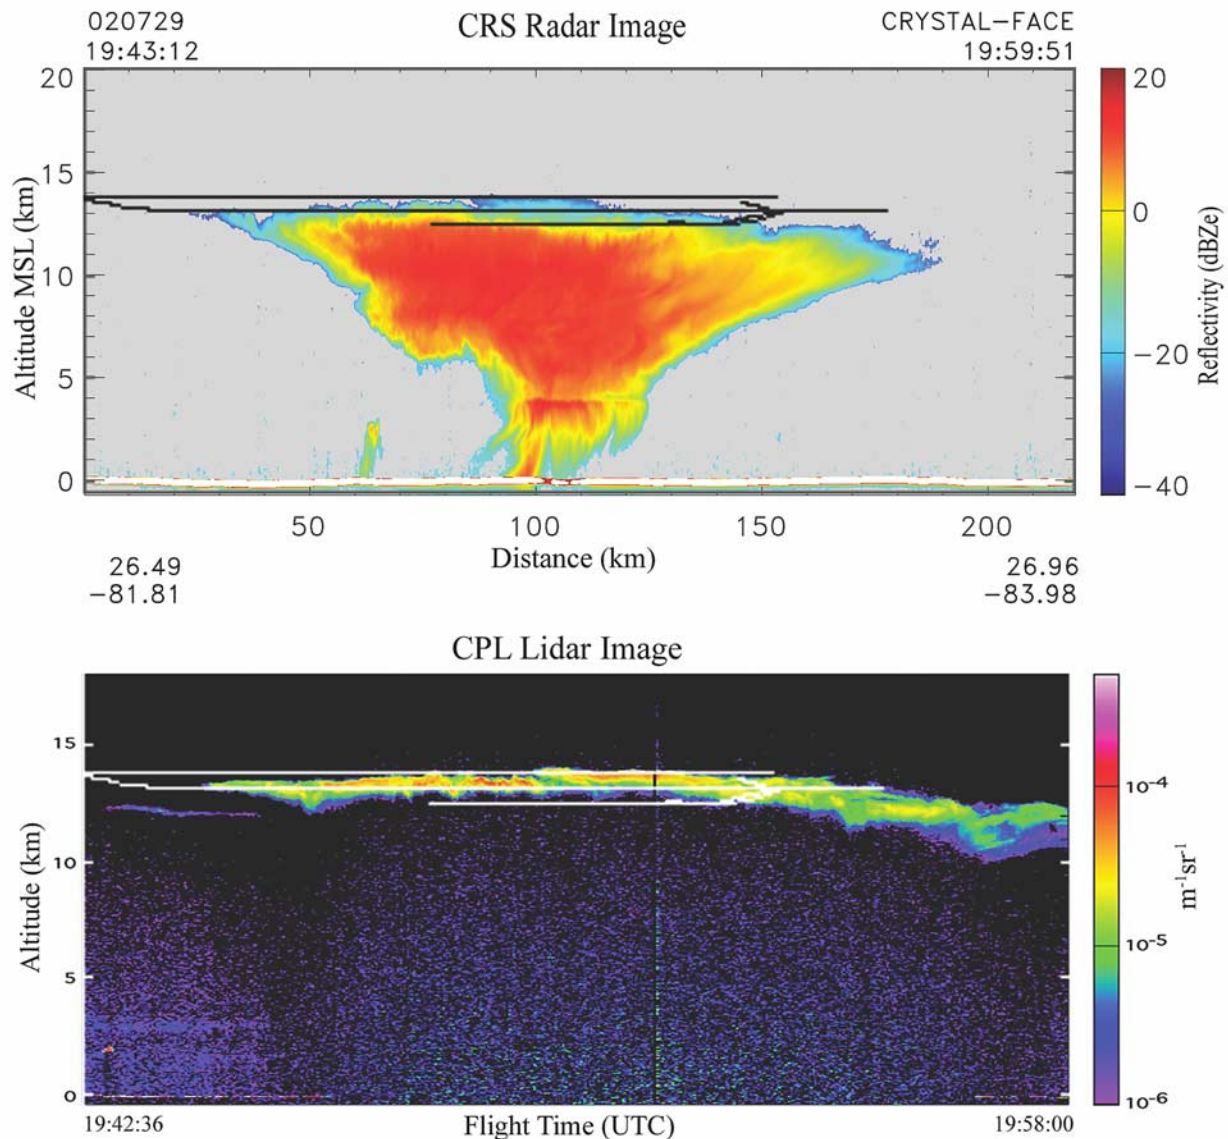 020729 CRS Radar Image CRYSTAL-FACE
19:43:12 19:59:51
20
15
10
5
0
Altitude MSL (km)
20
0
-20
-40
Reflectivity (dBZe)
50 100 150 200
Distance (km)
26.49 26.96
-81.81 -83.98
CPL Lidar Image
15
10
5
0
Altitude (km)
10-4
10-5
10-6
m-1sr-1
19:42:36 Flight Time (UTC) 19:58:00